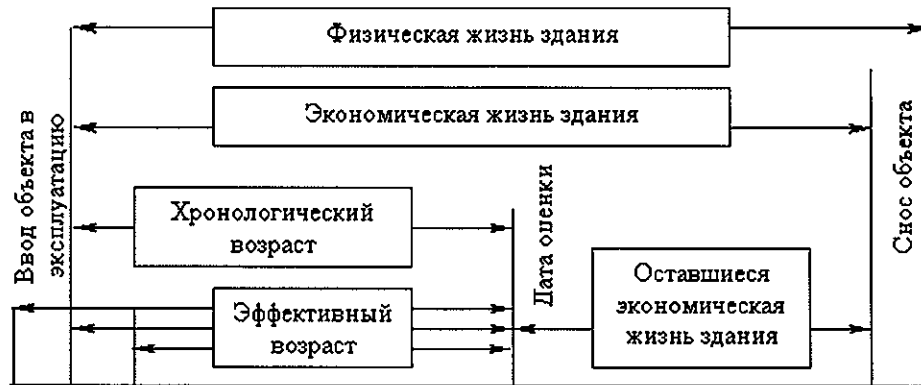 Физическая жизнь здания
Экономическая жизнь здания
Ввод объекта в
эксплуатацию
Хронологический
возраст
Эффективный
возраст
Дата оценки
Оставшиеся
экономическая
жизнь здания
Снос объекта